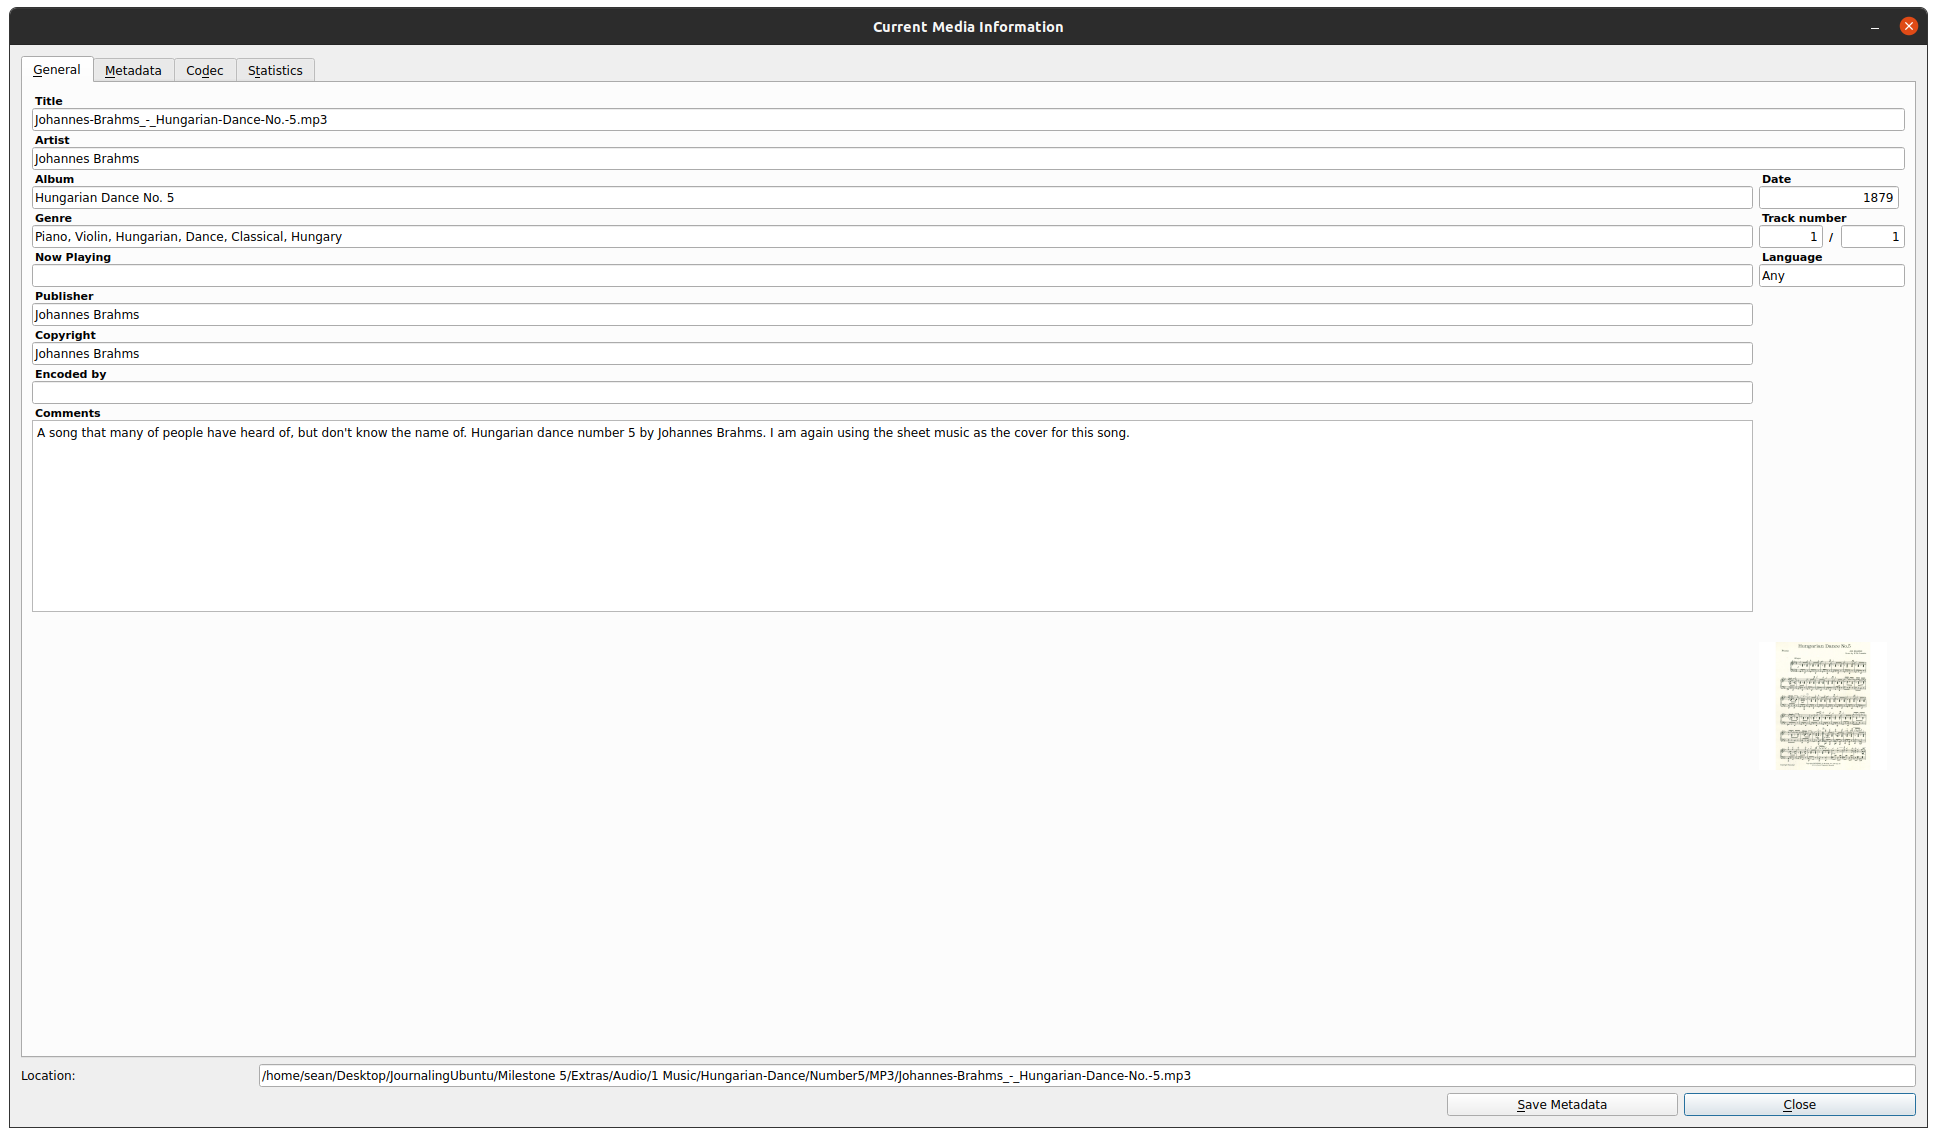 Current Media Information
General Metadata Codec Statistics
Title
Johannes-Brahms_-_Hungarian-Dance-No.-5.mp3
Artist
Johannes Brahms
Album Date
Hungarian Dance No. 5 1879
Genre Track number
Piano, Violin, Hungarian, Dance, Classical, Hungary 1 / 1
Now Playing Language
Any
Publisher
Johannes Brahms
Copyright
Johannes Brahms
Encoded by
Comments
A song that many of people have heard of, but don't know the name of. Hungarian dance number 5 by Johannes Brahms. I am again using the sheet music as the cover for this song.
Hungarian Dance No.5
Location: /home/sean/Desktop/JournalingUbuntu/Milestone 5/Extras/Audio/1 Music/Hungarian-Dance/Number5/MP3/Johannes-Brahms_-_Hungarian-Dance-No.-5.mp3
Save Metadata Close